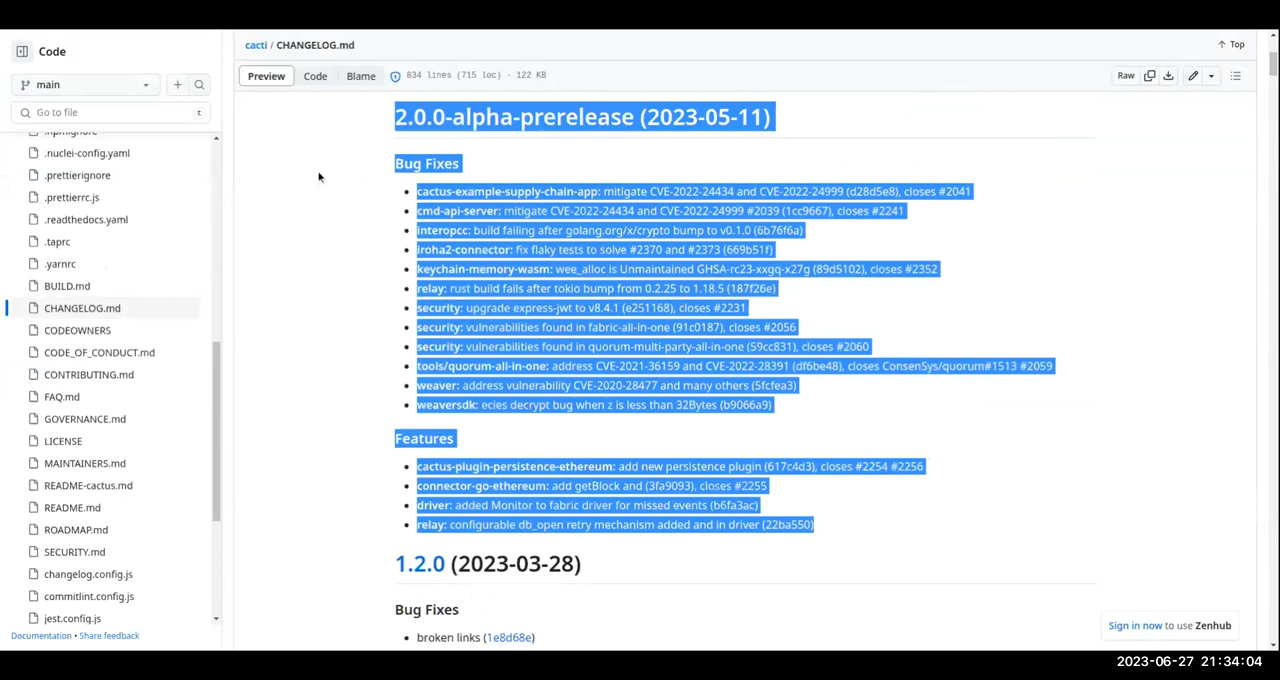 Code
cacti / CHANGELOG.md
Top
main
Preview
Code
Blame
834 lines (715 loc) · 122 KB
Raw
Go to file
t
.npmignore
.nuclei-config.yaml
.prettierignore
.prettierrc.js
.readthedocs.yaml
.taprc
.yarnrc
BUILD.md
CHANGELOG.md
CODEOWNERS
CODE_OF_CONDUCT.md
CONTRIBUTING.md
FAQ.md
GOVERNANCE.md
LICENSE
MAINTAINERS.md
README-cactus.md
README.md
ROADMAP.md
SECURITY.md
changelog.config.js
commitlint.config.js
jest.config.js
Documentation • Share feedback
2.0.0-alpha-prerelease (2023-05-11)
Bug Fixes
• cactus-example-supply-chain-app: mitigate CVE-2022-24434 and CVE-2022-24999 (d28d5e8), closes #2041
• cmd-api-server: mitigate CVE-2022-24434 and CVE-2022-24999 #2039 (1cc9667), closes #2241
• interopcc: build failing after golang.org/x/crypto bump to v0.1.0 (6b76f6a)
• iroha2-connector: fix flaky tests to solve #2370 and #2373 (669b51f)
• keychain-memory-wasm: wee_alloc is Unmaintained GHSA-rc23-xxgq-x27g (89d5102), closes #2352
• relay: rust build fails after tokio bump from 0.2.25 to 1.18.5 (187f26e)
• security: upgrade express-jwt to v8.4.1 (e251168), closes #2231
• security: vulnerabilities found in fabric-all-in-one (91c0187), closes #2056
• security: vulnerabilities found in quorum-multi-party-all-in-one (59cc831), closes #2060
• tools/quorum-all-in-one: address CVE-2021-36159 and CVE-2022-28391 (df6be48), closes ConsenSys/quorum#1513 #2059
• weaver: address vulnerability CVE-2020-28477 and many others (5fcfea3)
• weaversdk: ecies decrypt bug when z is less than 32Bytes (b9066a9)
Features
• cactus-plugin-persistence-ethereum: add new persistence plugin (617c4d3), closes #2254 #2256
• connector-go-ethereum: add getBlock and (3fa9093), closes #2255
• driver: added Monitor to fabric driver for missed events (b6fa3ac)
• relay: configurable db_open retry mechanism added and in driver (22ba550)
1.2.0 (2023-03-28)
Bug Fixes
• broken links (1e8d68e)
Sign in now to use Zenhub
2023-06-27 21:34:04